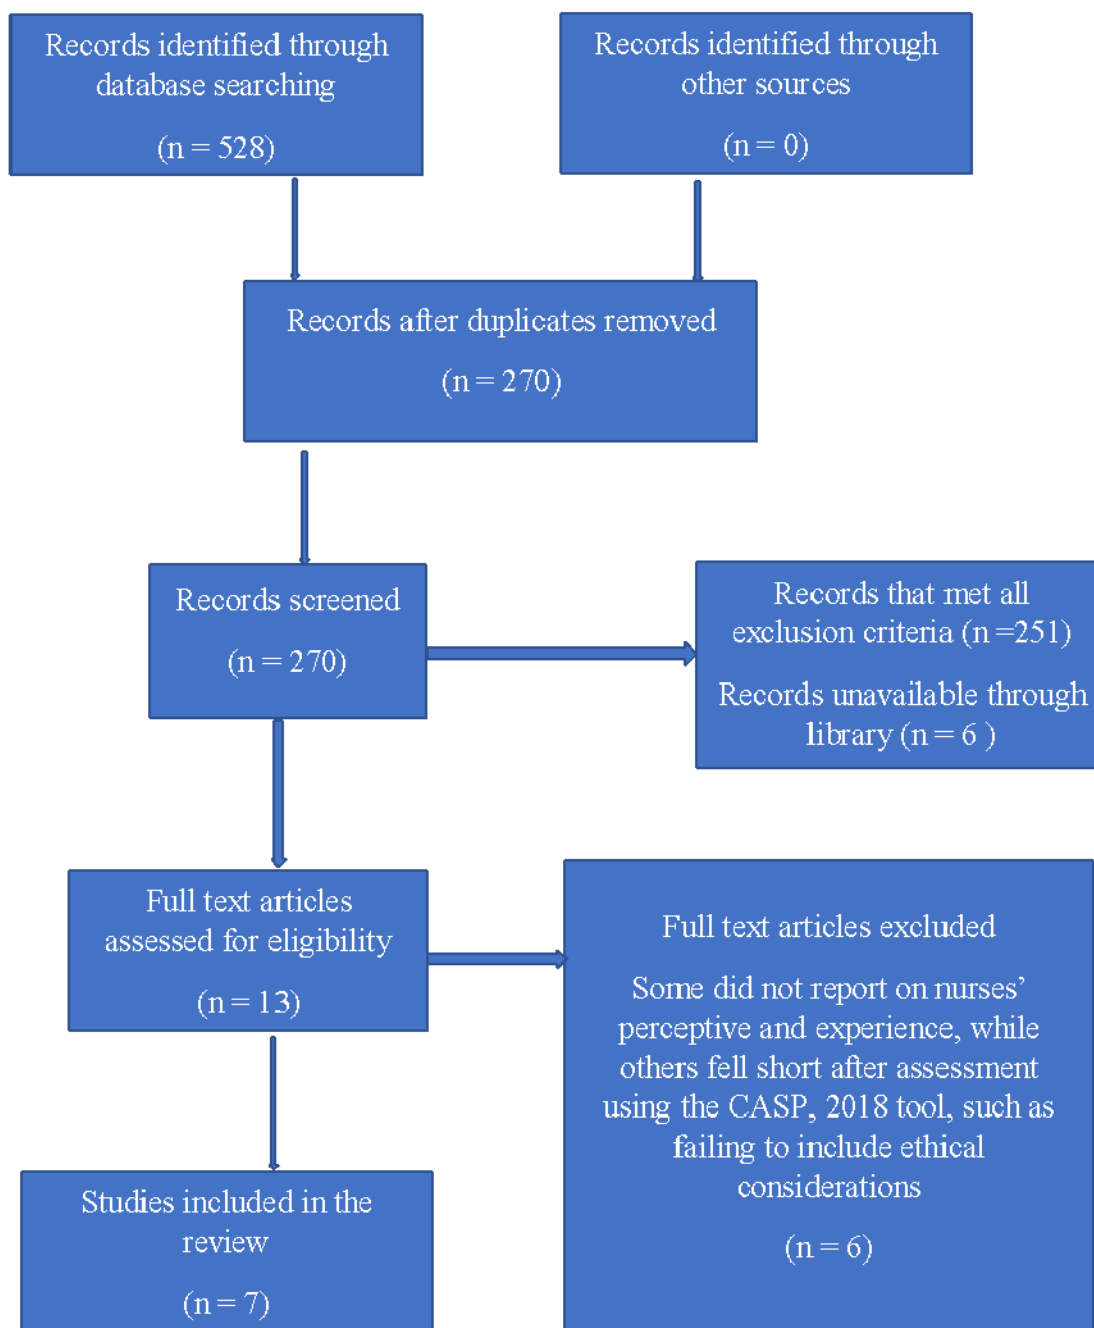 Records identified through
database searching
(n = 528)
Records identified through
other sources
(n = 0)
Records after duplicates removed
(n = 270)
Records screened
(n = 270)
Records that met all
exclusion criteria (n =251)
Records unavailable through
library (n = 6 )
Full text articles
assessed for eligibility
(n = 13)
Full text articles excluded
Some did not report on nurses’
perceptive and experience, while
others fell short after assessment
using the CASP, 2018 tool, such as
failing to include ethical
considerations
(n = 6)
Studies included in the
review
(n = 7)